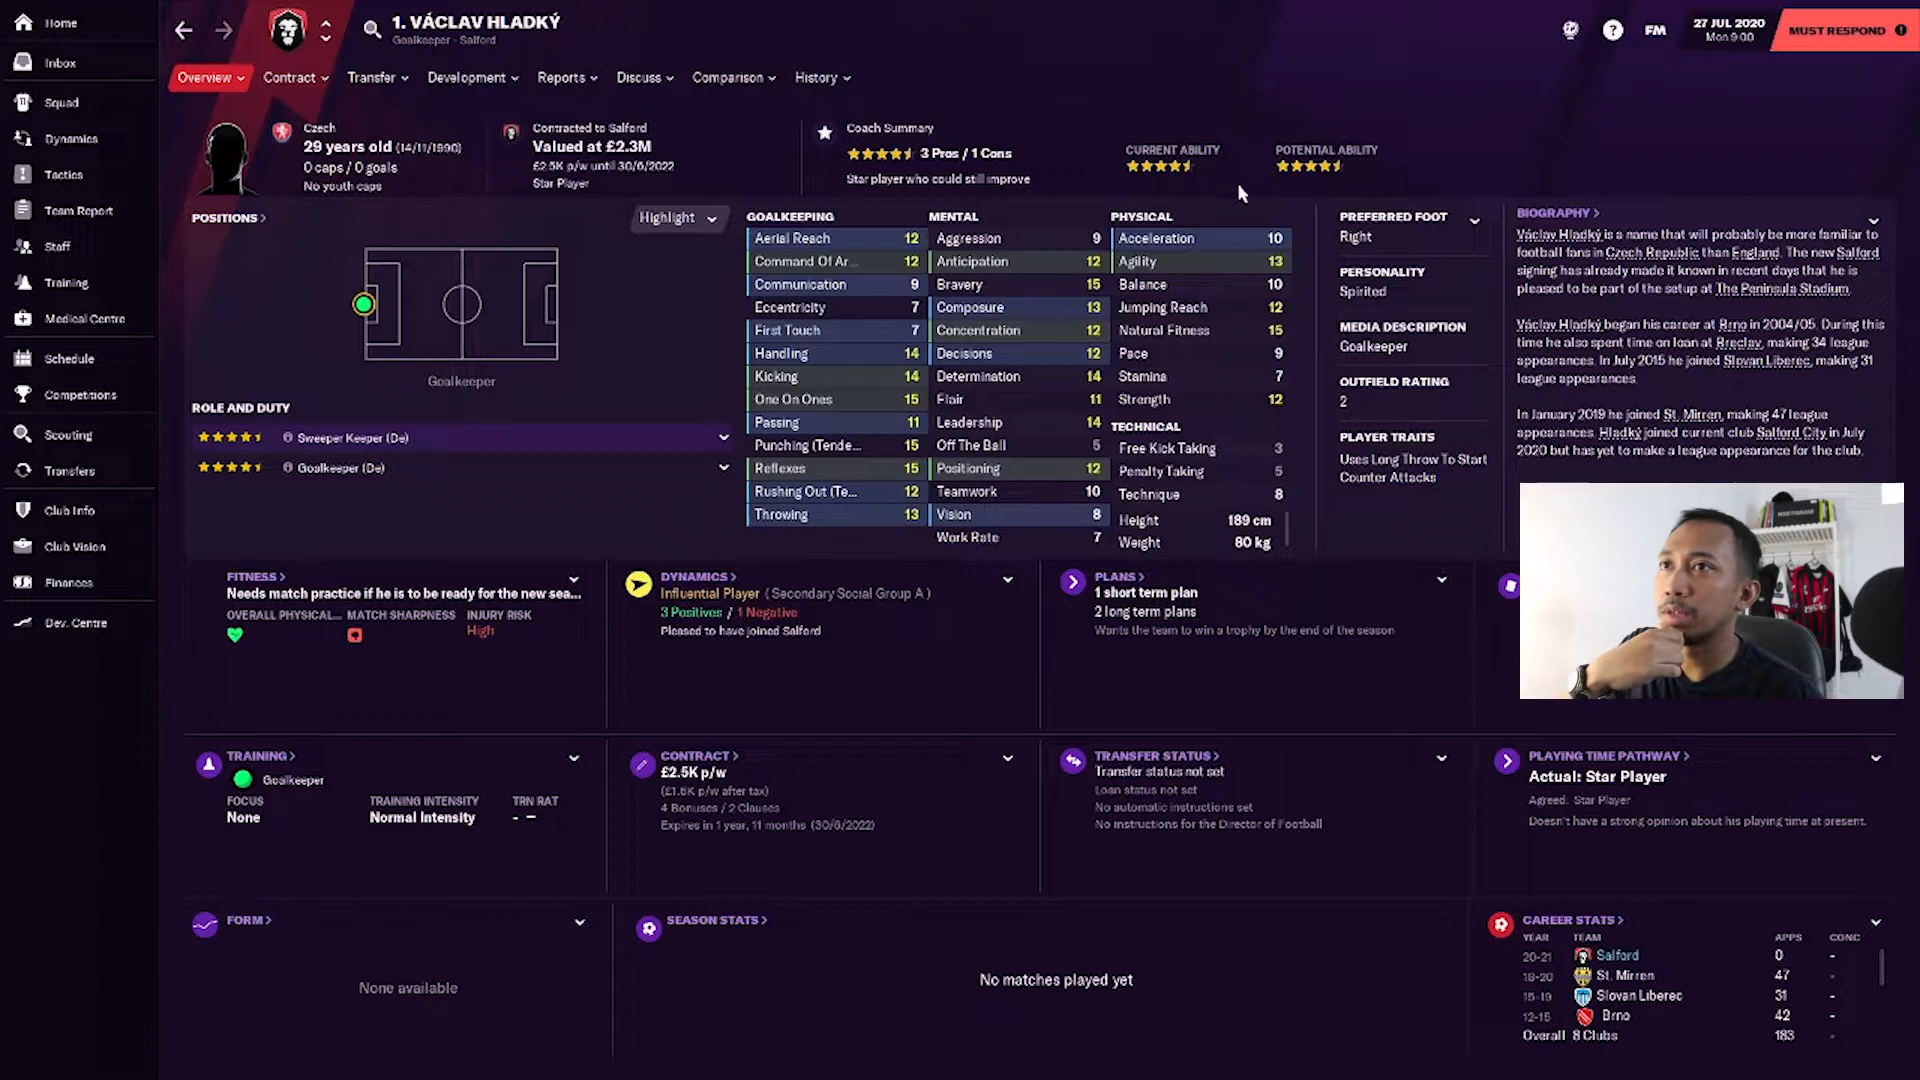 Home
Inbox
Squad
Dynamics
Tactics
Team Report
Staff
Training
Medical Centre
Schedule
Competitions
Scouting
Transfers
Club Info
Club Vision
Finances
Dev. Centre
1. VÁCLAV HLADKÝ
Goalkeeper - Salford
FM
27 JUL 2020
Mon 9:00
MUST RESPOND
Overview
Contract
Transfer
Development
Reports
Discuss
Comparison
History
Czech
29 years old (14/11/1990)
0 caps / 0 goals
No youth caps
Contracted to Salford
Valued at £2.3M
£2.5K p/w until 30/6/2022
Star Player
Coach Summary
3 Pros / 1 Cons
Star player who could still improve
CURRENT ABILITY
POTENTIAL ABILITY
POSITIONS >
Highlight
Goalkeeper
ROLE AND DUTY
Sweeper Keeper (De)
Goalkeeper (De)
GOALKEEPING
Aerial Reach 12
Command Of Ar... 12
Communication 9
Eccentricity 7
First Touch 7
Handling 14
Kicking 14
One On Ones 15
Passing 11
Punching (Tende... 15
Reflexes 15
Rushing Out (Te... 12
Throwing 13
MENTAL
Aggression 9
Anticipation 12
Bravery 15
Composure 13
Concentration 12
Decisions 12
Determination 14
Flair 11
Leadership 14
Off The Ball 5
Positioning 12
Teamwork 10
Vision 8
Work Rate 7
PHYSICAL
Acceleration 10
Agility 13
Balance 10
Jumping Reach 12
Natural Fitness 15
Pace 9
Stamina 7
Strength 12
TECHNICAL
Free Kick Taking 3
Penalty Taking 5
Technique 8
Height 189 cm
Weight 80 kg
PREFERRED FOOT
Right
PERSONALITY
Spirited
MEDIA DESCRIPTION
Goalkeeper
OUTFIELD RATING
2
PLAYER TRAITS
Uses Long Throw To Start
Counter Attacks
BIOGRAPHY >
Václav Hladký is a name that will probably be more familiar to
football fans in Czech Republic than England. The new Salford
signing has already made it known in recent days that he is
pleased to be part of the setup at The Peninsula Stadium.
Václav Hladký began his career at Brno in 2004/05. During this
time he also spent time on loan at Breclav, making 34 league
appearances. In July 2015 he joined Slovan Liberec, making 31
league appearances.
In January 2019 he joined St. Mirren, making 47 league
appearances. Hladký joined current club Salford City in July
2020 but has yet to make a league appearance for the club.
FITNESS >
Needs match practice if he is to be ready for the new sea...
OVERALL PHYSICAL... MATCH SHARPNESS INJURY RISK
High
DYNAMICS >
Influential Player ( Secondary Social Group A )
3 Positives / 1 Negative
Pleased to have joined Salford
PLANS >
1 short term plan
2 long term plans
Wants the team to win a trophy by the end of the season
TRAINING >
Goalkeeper
FOCUS TRAINING INTENSITY TRN RAT
None Normal Intensity - –
CONTRACT >
£2.5K p/w
(£1.6K p/w after tax)
4 Bonuses / 2 Clauses
Expires in 1 year, 11 months (30/6/2022)
TRANSFER STATUS >
Transfer status not set
Loan status not set
No automatic instructions set
No instructions for the Director of Football
PLAYING TIME PATHWAY >
Actual: Star Player
Agreed: Star Player
Doesn't have a strong opinion about his playing time at present.
FORM >
None available
SEASON STATS >
No matches played yet
CAREER STATS >
YEAR TEAM APPS CONC
20-21 Salford 0 -
18-20 St. Mirren 47 -
15-19 Slovan Liberec 31 -
12-15 Brno 42 -
Overall 8 Clubs 183 -